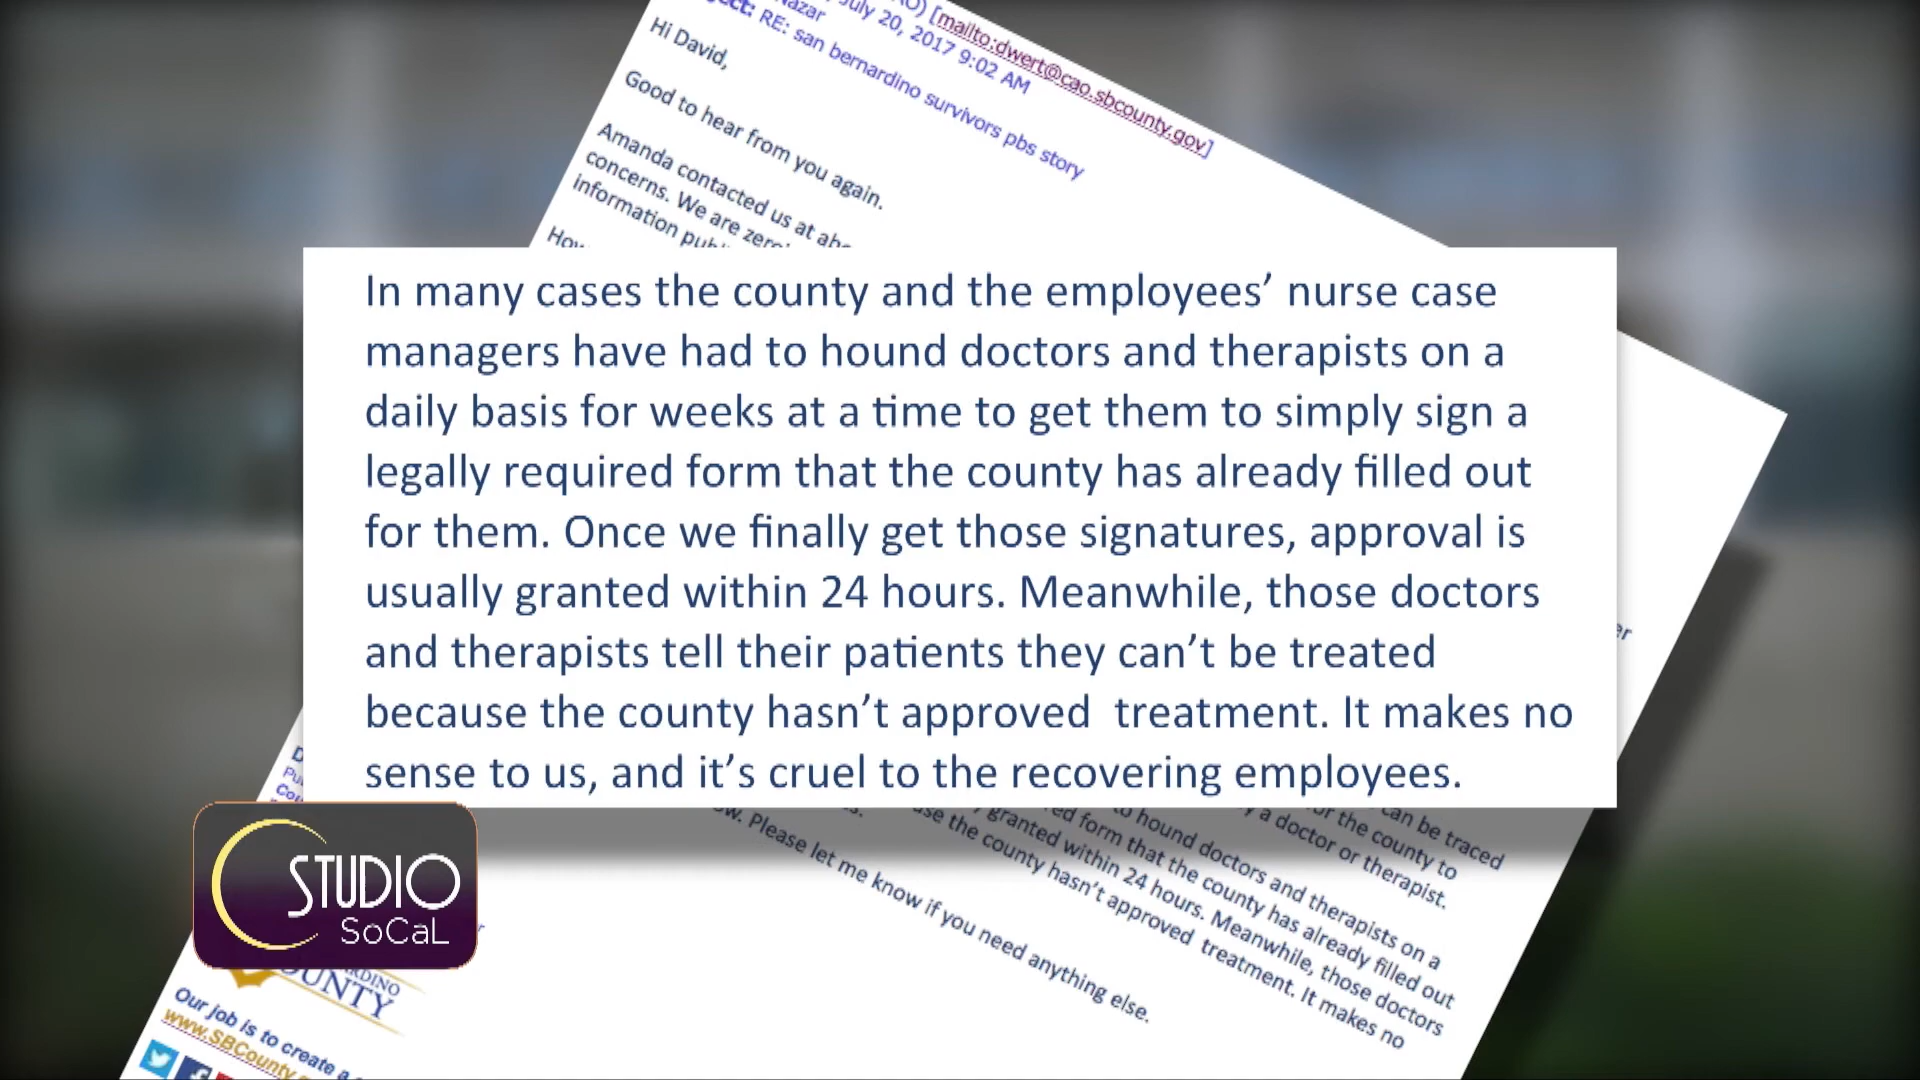 [mailto:dwert@cao.sbcounty.gov]
July 20, 2017 9:02 AM
Nazar
RE: san bernardino survivors pbs story
Hi David,
Good to hear from you again.
Amanda contacted us at
concerns. We are
information
In many cases the county and the employees’ nurse case
managers have had to hound doctors and therapists on a
daily basis for weeks at a time to get them to simply sign a
legally required form that the county has already filled out
for them. Once we finally get those signatures, approval is
usually granted within 24 hours. Meanwhile, those doctors
and therapists tell their patients they can’t be treated
because the county hasn’t approved  treatment. It makes no
sense to us, and it’s cruel to the recovering employees.
can be traced
for the county to
by a doctor or therapist.
to hound doctors and therapists on a
form that the county has already filled out
granted within 24 hours. Meanwhile, those doctors
the county hasn’t approved  treatment. It makes no
Please let me know if you need anything else.
STUDIO
SoCaL
COUNTY
Our job is to create a
www.SBCounty